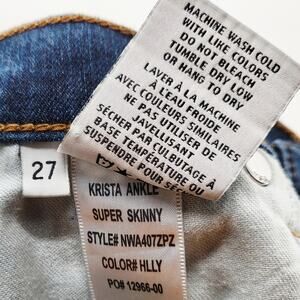 MACHINE WASH COLD
WITH LIKE COLORS
DO NOT BLEACH
TUMBLE DRY LOW
OR HANG TO DRY
LAVER À LA MACHINE
À L'EAU FROIDE
AVEC COULEURS SIMILAIRES
NE PAS UTILISER DE
JAVELLISANT
SÉCHER PAR CULBUTAGE À
BASSE TEMPÉRATURE OU
SUSPENDRE POUR
27
KRISTA ANKLE
SUPER SKINNY
STYLE# NWA407ZPZ
COLOR# HLLY
PO# 12966-00